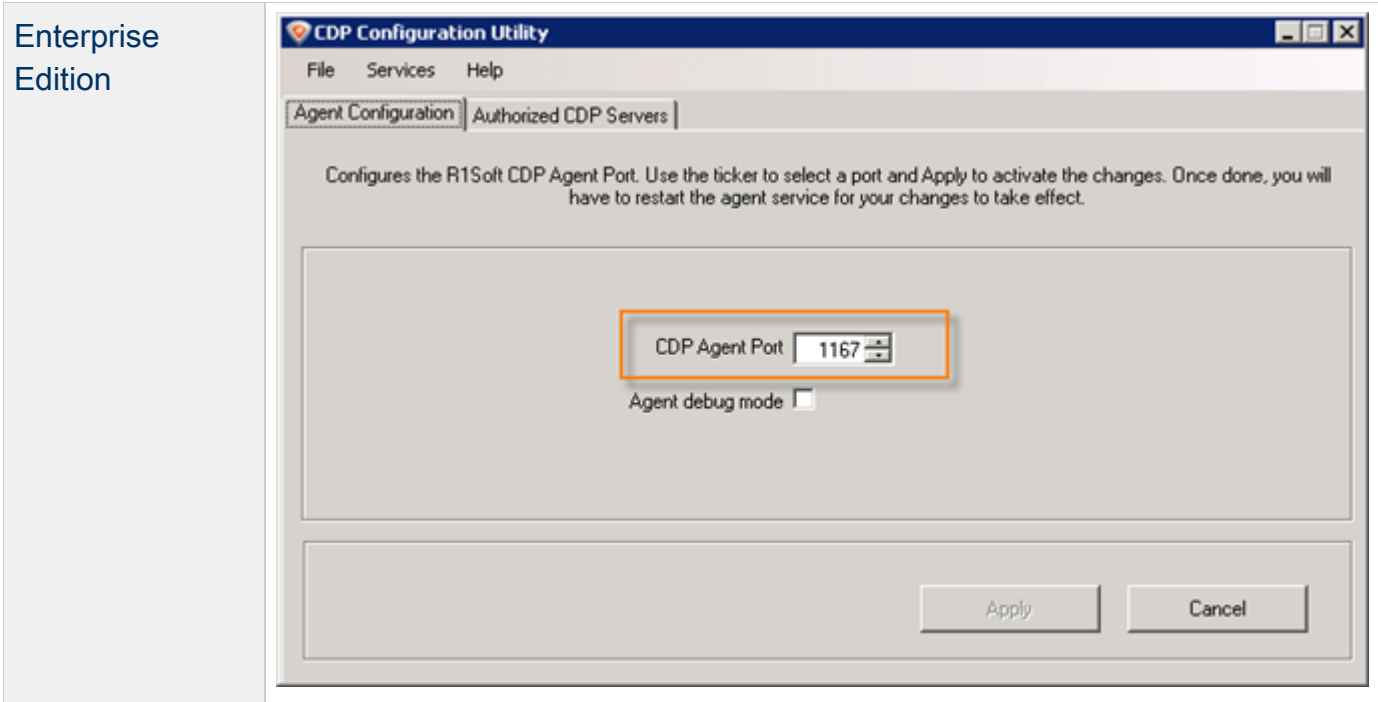 Enterprise
Edition
CDP Configuration Utility
File Services Help
Agent Configuration Authorized CDP Servers
Configures the R1Soft CDP Agent Port. Use the ticker to select a port and Apply to activate the changes. Once done, you will
have to restart the agent service for your changes to take effect.
CDP Agent Port 1167
Agent debug mode
Apply Cancel